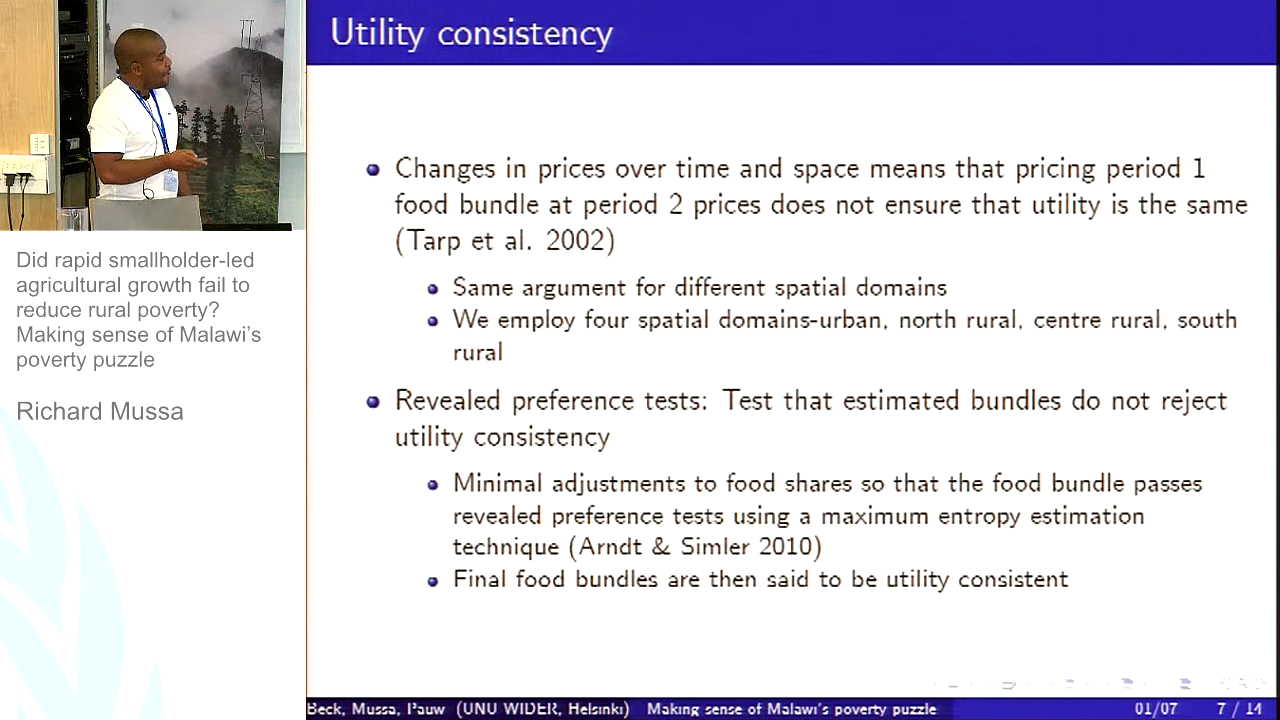 Utility consistency
Changes in prices over time and space means that pricing period 1
food bundle at period 2 prices does not ensure that utility is the same
(Tarp et al. 2002)
Same argument for different spatial domains
We employ four spatial domains-urban, north rural, centre rural, south
rural
Revealed preference tests: Test that estimated bundles do not reject
utility consistency
Minimal adjustments to food shares so that the food bundle passes
revealed preference tests using a maximum entropy estimation
technique (Arndt & Simler 2010)
Final food bundles are then said to be utility consistent
Did rapid smallholder-led
agricultural growth fail to
reduce rural poverty?
Making sense of Malawi's
poverty puzzle
Richard Mussa
Beck, Mussa, Pauw (UNU WIDER, Helsinki) Making sense of Malawi's poverty puzzle 01/07 7 / 14